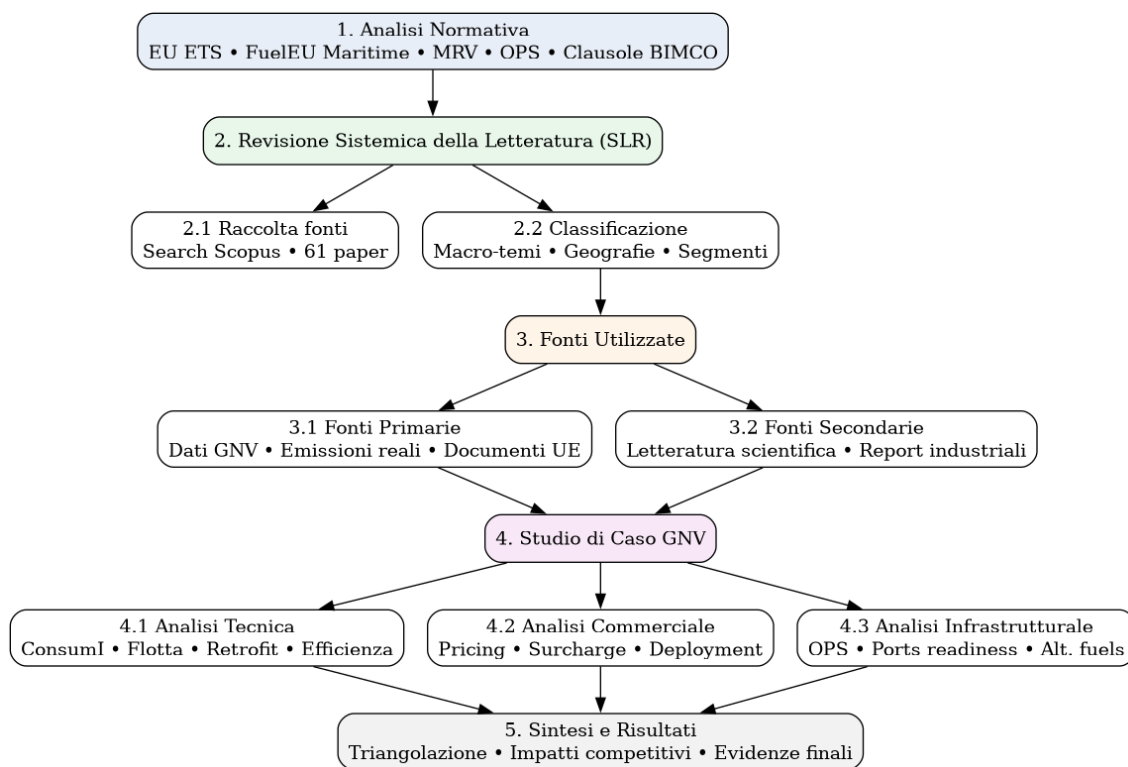 1. Analisi Normativa
EU ETS • FuelEU Maritime • MRV • OPS • Clausole BIMCO
2. Revisione Sistemica della Letteratura (SLR)
2.1 Raccolta fonti
Search Scopus • 61 paper
2.2 Classificazione
Macro-temi • Geografie • Segmenti
3. Fonti Utilizzate
3.1 Fonti Primarie
Dati GNV • Emissioni reali • Documenti UE
3.2 Fonti Secondarie
Letteratura scientifica • Report industriali
4. Studio di Caso GNV
4.1 Analisi Tecnica
ConsumI • Flotta • Retrofit • Efficienza
4.2 Analisi Commerciale
Pricing • Surcharge • Deployment
4.3 Analisi Infrastrutturale
OPS • Ports readiness • Alt. fuels
5. Sintesi e Risultati
Triangolazione • Impatti competitivi • Evidenze finali